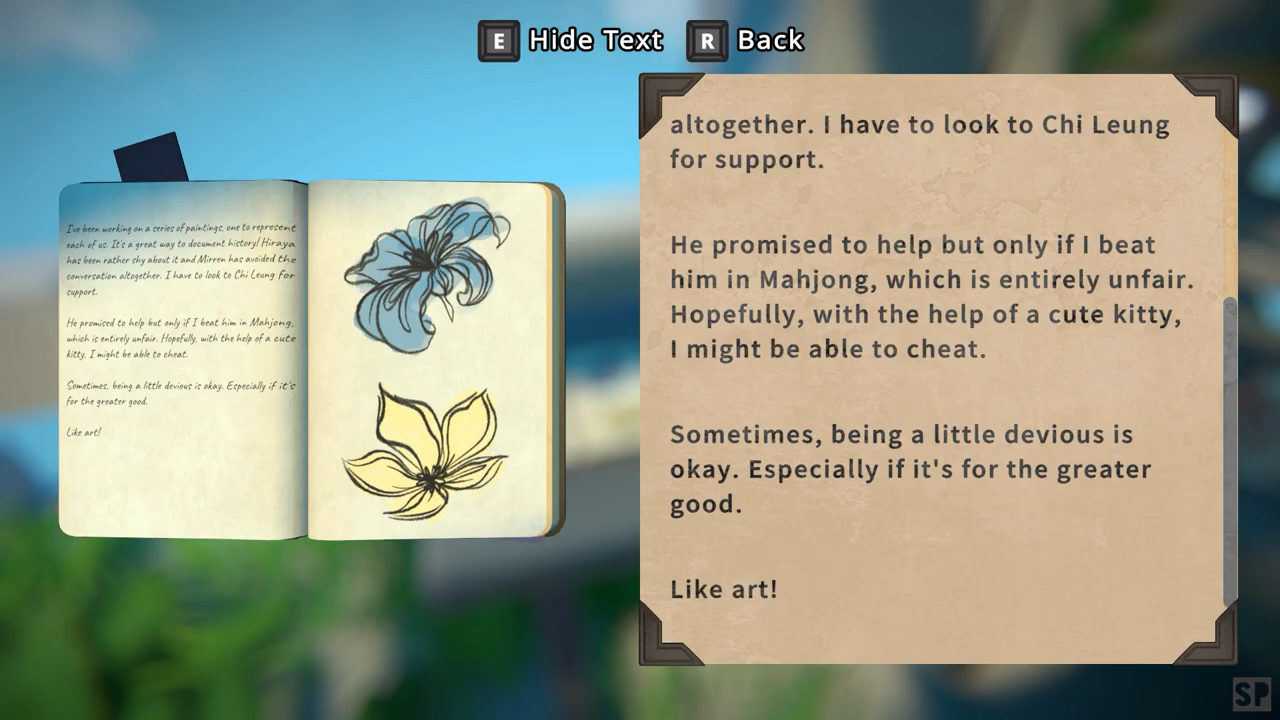 E Hide Text R Back
I've been working on a series of paintings, one to represent
each of us. It's a great way to document history! Hiraya
has been rather shy about it and Mirren has avoided the
conversation altogether. I have to look to Chi Leung for
support.
He promised to help but only if I beat him in Mahjong,
which is entirely unfair. Hopefully, with the help of a cute
kitty, I might be able to cheat.
Sometimes, being a little devious is okay. Especially if it's
for the greater good.
Like art!
altogether. I have to look to Chi Leung
for support.
He promised to help but only if I beat
him in Mahjong, which is entirely unfair.
Hopefully, with the help of a cute kitty,
I might be able to cheat.
Sometimes, being a little devious is
okay. Especially if it's for the greater
good.
Like art!
SP